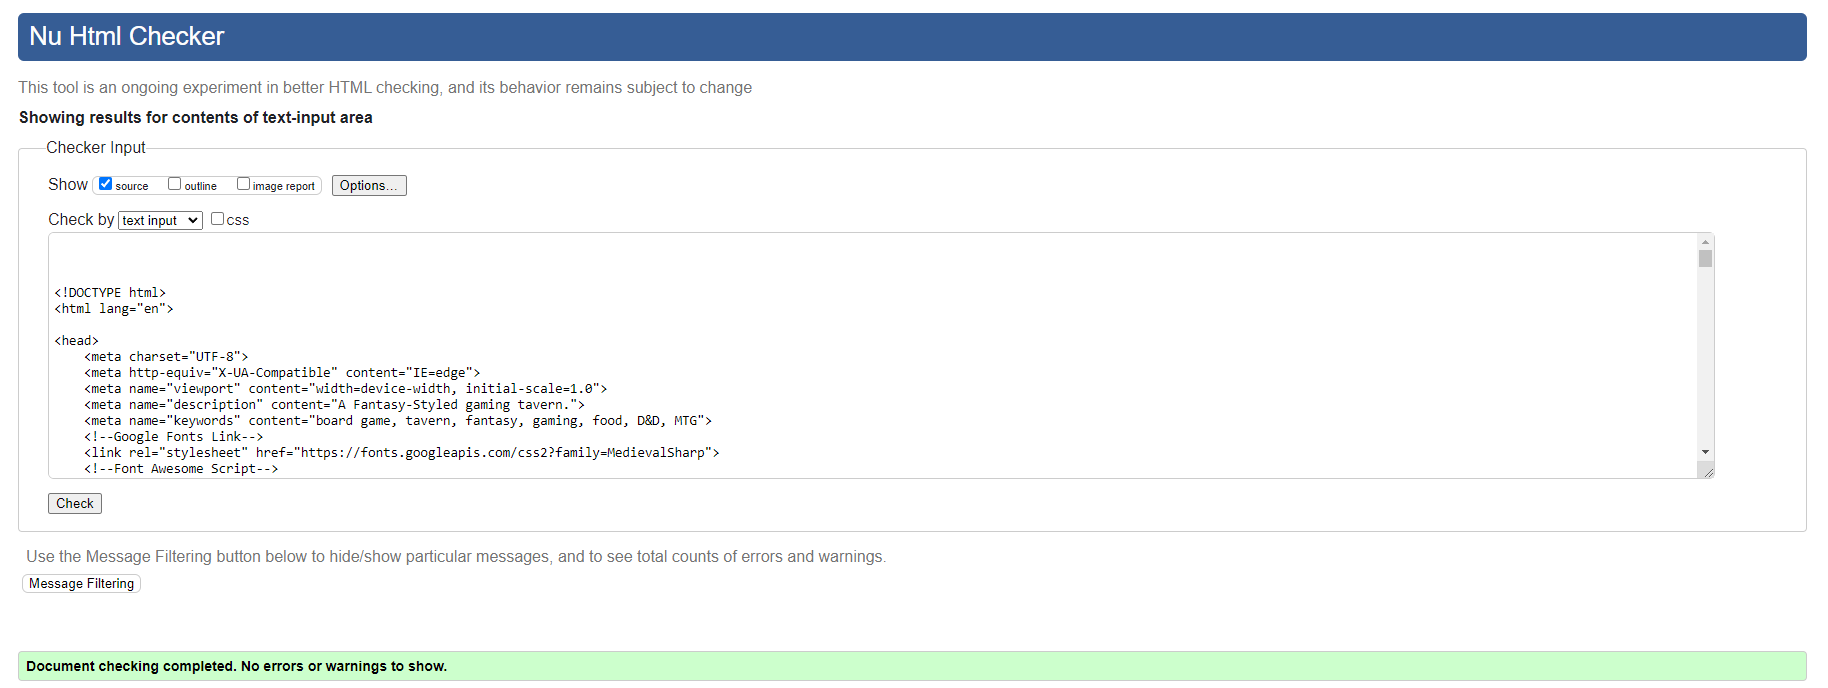 Nu Html Checker
This tool is an ongoing experiment in better HTML checking, and its behavior remains subject to change
Showing results for contents of text-input area
Checker Input
Show source outline image report Options...
Check by text input css
<!DOCTYPE html>
<html lang="en">
<head>
<meta charset="UTF-8">
<meta http-equiv="X-UA-Compatible" content="IE=edge">
<meta name="viewport" content="width=device-width, initial-scale=1.0">
<meta name="description" content="A Fantasy-Styled gaming tavern.">
<meta name="keywords" content="board game, tavern, fantasy, gaming, food, D&D, MTG">
<!--Google Fonts Link-->
<link rel="stylesheet" href="https://fonts.googleapis.com/css2?family=MedievalSharp">
<!--Font Awesome Script-->
Check
Use the Message Filtering button below to hide/show particular messages, and to see total counts of errors and warnings.
Message Filtering
Document checking completed. No errors or warnings to show.